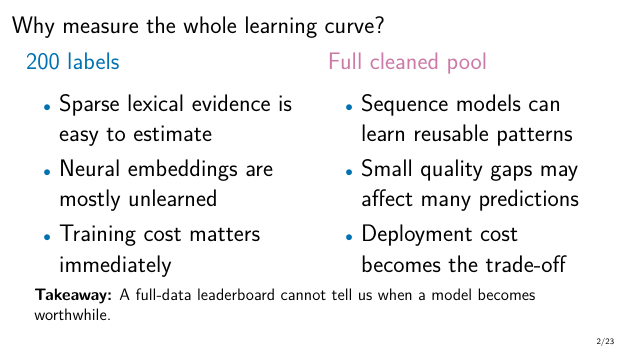 Why measure the whole learning curve?
200 labels
• Sparse lexical evidence is
easy to estimate
• Neural embeddings are
mostly unlearned
• Training cost matters
immediately
Full cleaned pool
• Sequence models can
learn reusable patterns
• Small quality gaps may
affect many predictions
• Deployment cost
becomes the trade-off
Takeaway: A full-data leaderboard cannot tell us when a model becomes
worthwhile.
2/23